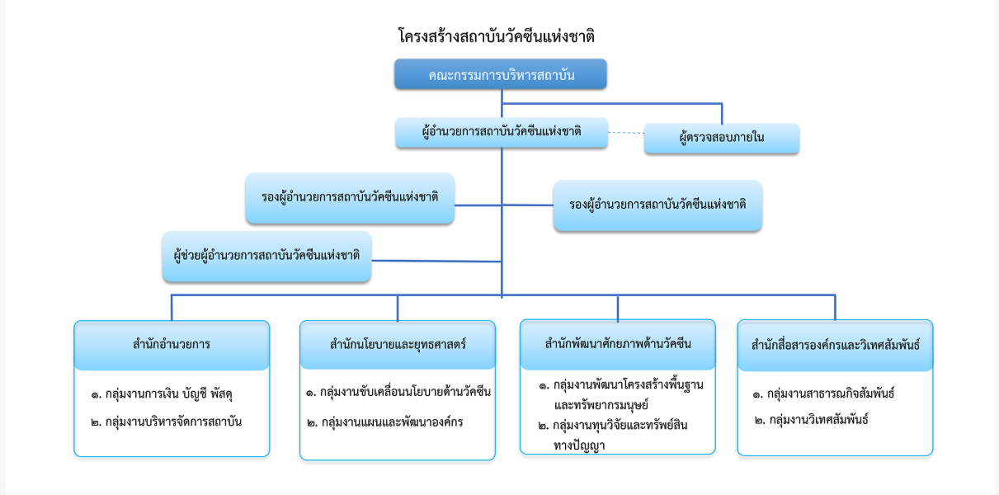 โครงสร้างสถาบันวัคซีนแห่งชาติ
คณะกรรมการบริหารสถาบัน
ผู้อำนวยการสถาบันวัคซีนแห่งชาติ
ผู้ตรวจสอบภายใน
รองผู้อำนวยการสถาบันวัคซีนแห่งชาติ
รองผู้อำนวยการสถาบันวัคซีนแห่งชาติ
ผู้ช่วยผู้อำนวยการสถาบันวัคซีนแห่งชาติ
สำนักอำนวยการ
๑. กลุ่มงานการเงิน บัญชี พัสดุ
๒. กลุ่มงานบริหารจัดการสถาบัน
สำนักนโยบายและยุทธศาสตร์
๑. กลุ่มงานขับเคลื่อนนโยบายด้านวัคซีน
๒. กลุ่มงานแผนและพัฒนาองค์กร
สำนักพัฒนาศักยภาพด้านวัคซีน
๑. กลุ่มงานพัฒนาโครงสร้างพื้นฐาน
และทรัพยากรมนุษย์
๒. กลุ่มงานทุนวิจัยและทรัพย์สิน
ทางปัญญา
สำนักสื่อสารองค์กรและวิเทศสัมพันธ์
๑. กลุ่มงานสาธารณกิจสัมพันธ์
๒. กลุ่มงานวิเทศสัมพันธ์